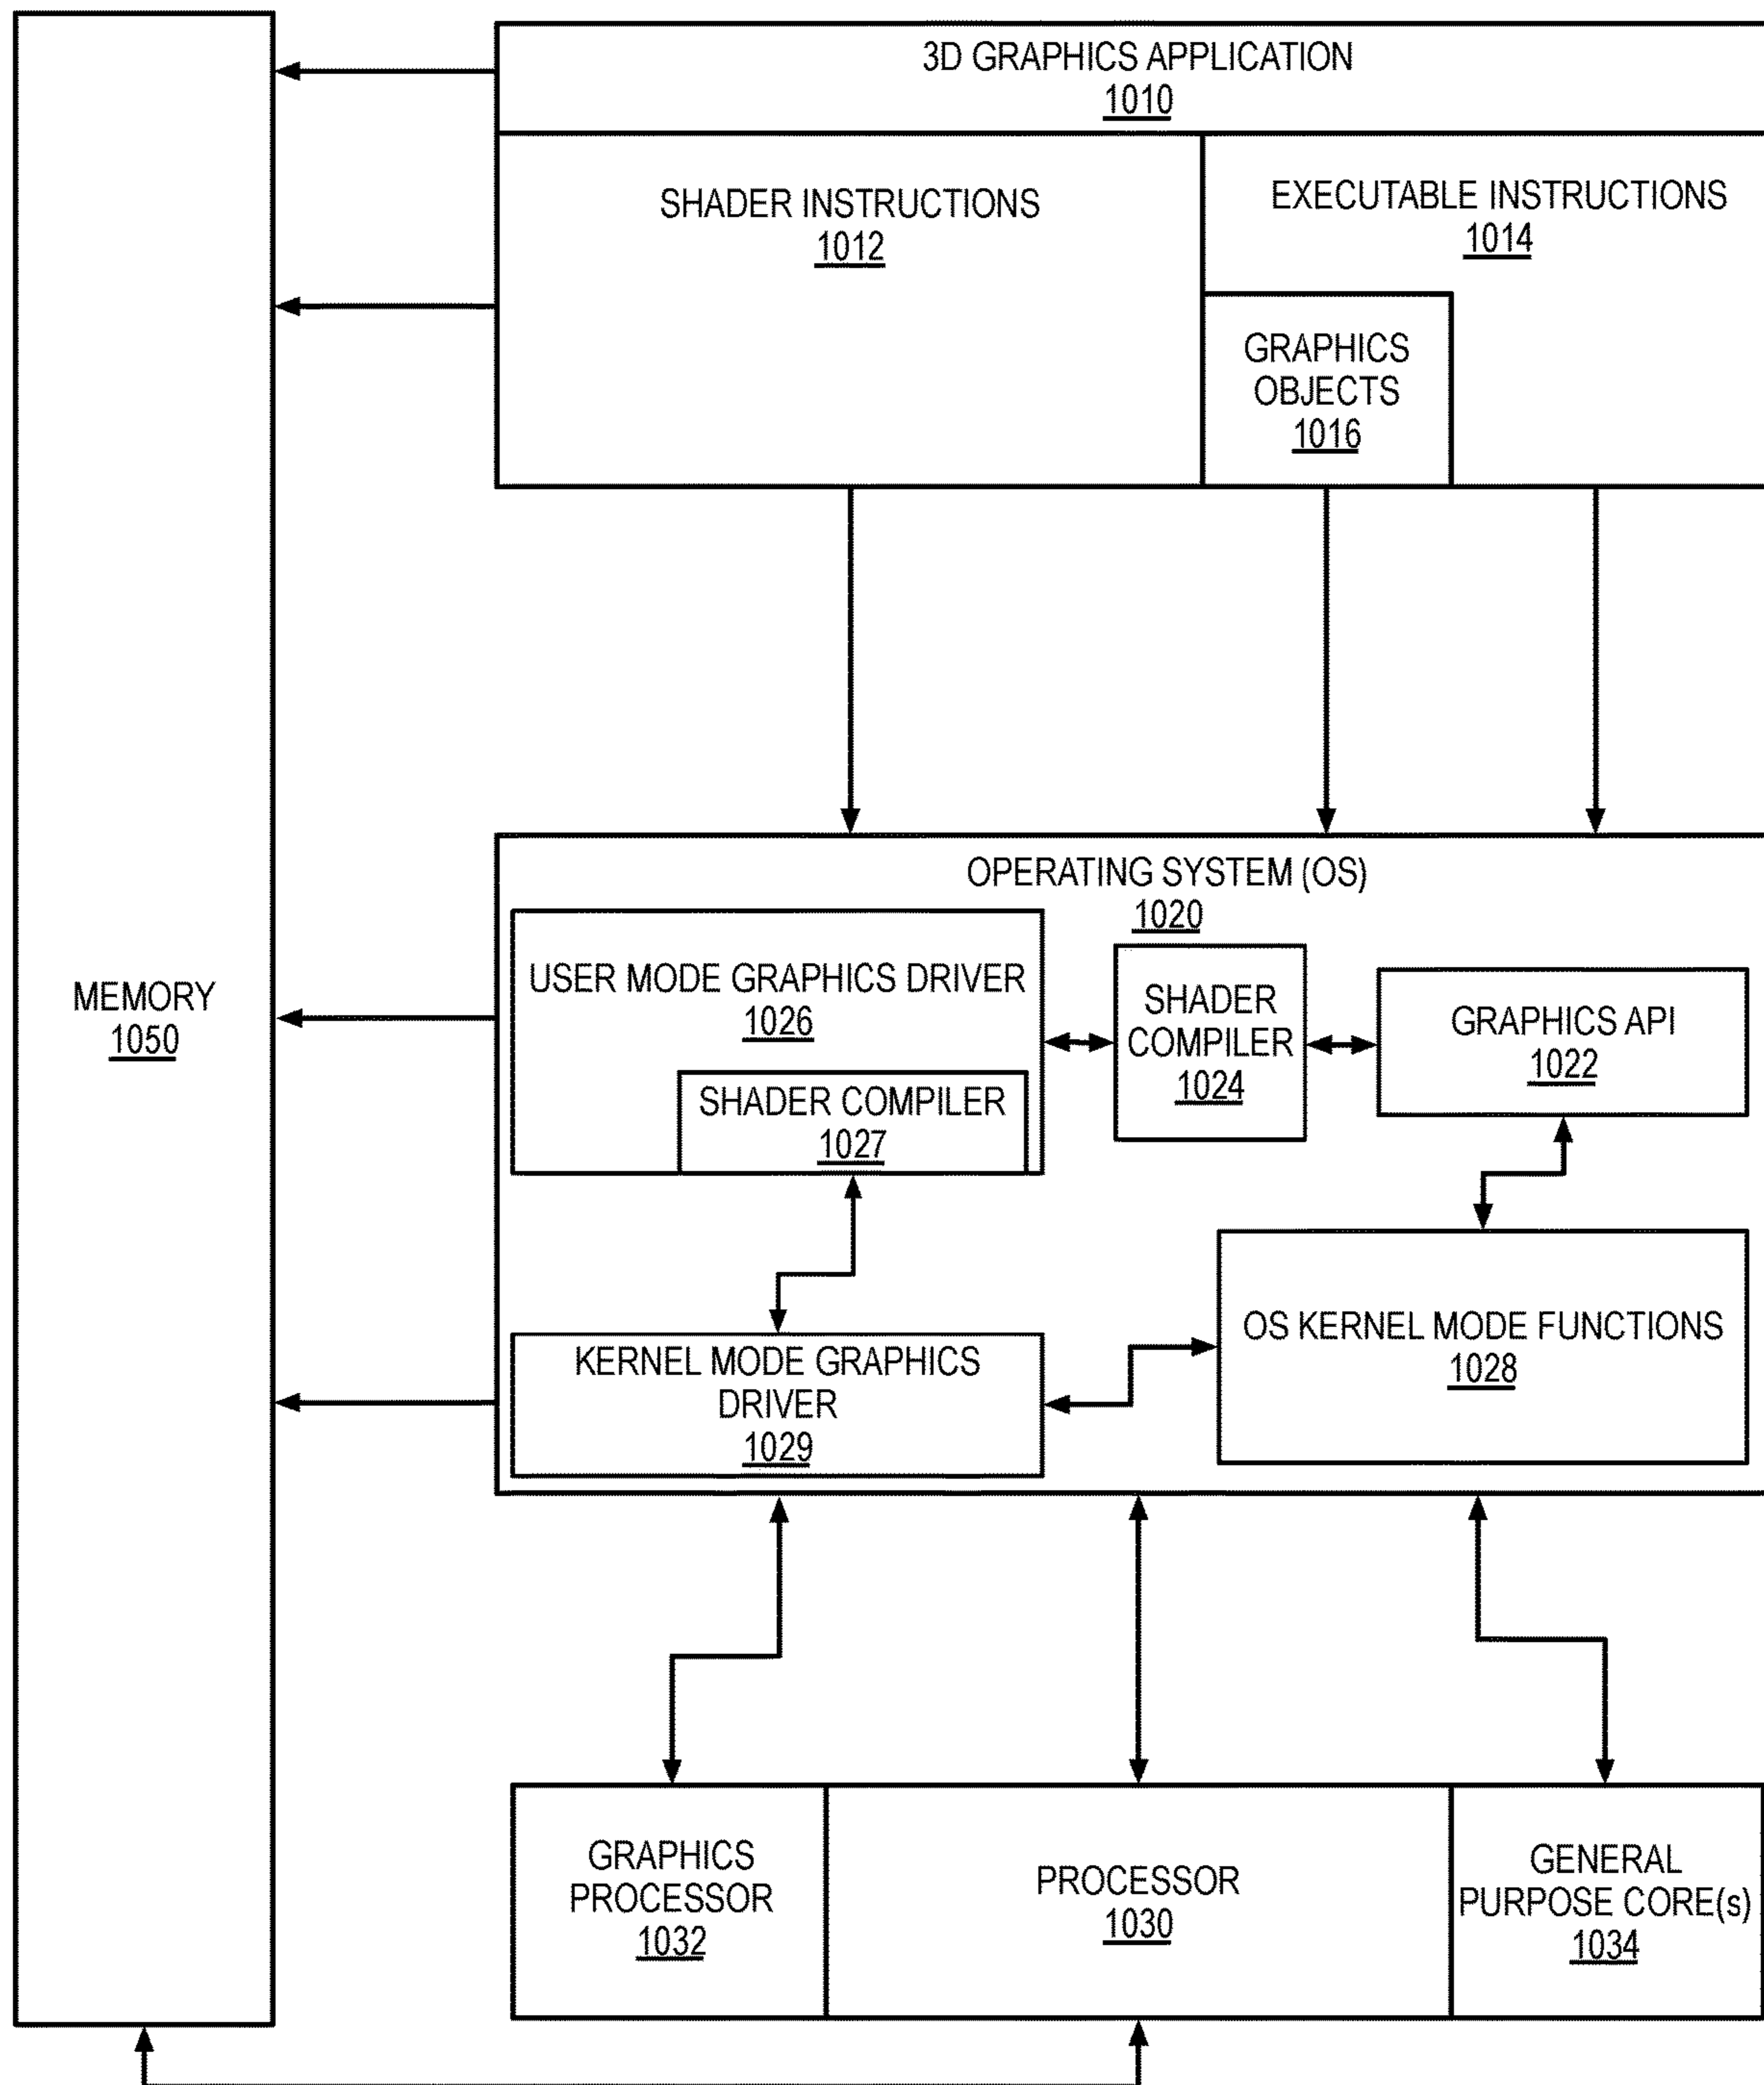 3D GRAPHICS APPLICATION
1010
SHADER INSTRUCTIONS
1012
EXECUTABLE INSTRUCTIONS
1014
GRAPHICS
OBJECTS
1016
MEMORY
1050
OPERATING SYSTEM (OS)
1020
USER MODE GRAPHICS DRIVER
1026
SHADER COMPILER
1027
SHADER
COMPILER
1024
GRAPHICS API
1022
KERNEL MODE GRAPHICS
DRIVER
1029
OS KERNEL MODE FUNCTIONS
1028
GRAPHICS
PROCESSOR
1032
PROCESSOR
1030
GENERAL
PURPOSE CORE(s)
1034